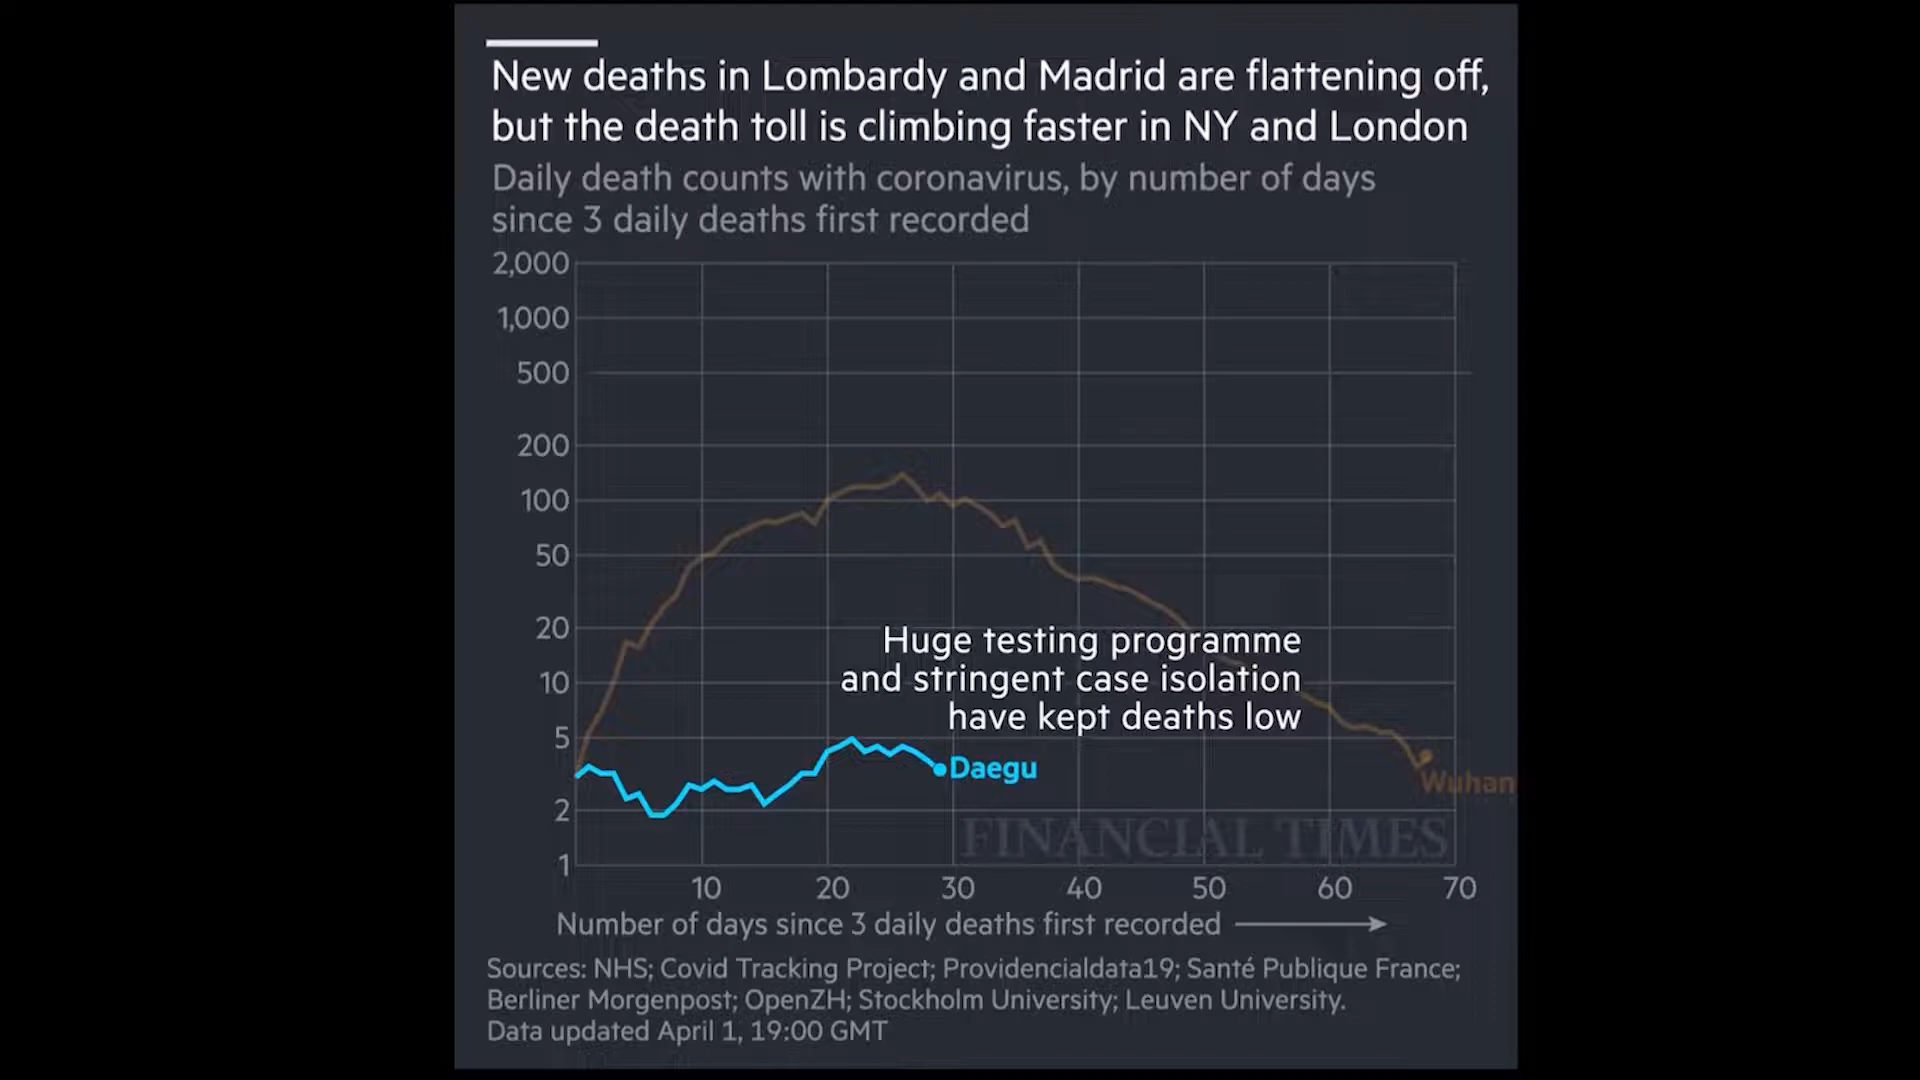 New deaths in Lombardy and Madrid are flattening off,
but the death toll is climbing faster in NY and London
Daily death counts with coronavirus, by number of days
since 3 daily deaths first recorded
2,000
1,000
500
200
100
50
20
10
5
2
1
Huge testing programme
and stringent case isolation
have kept deaths low
Daegu
Wuhan
FINANCIAL TIMES
10 20 30 40 50 60 70
Number of days since 3 daily deaths first recorded
Sources: NHS; Covid Tracking Project; Providencialdata19; Santé Publique France;
Berliner Morgenpost; OpenZH; Stockholm University; Leuven University.
Data updated April 1, 19:00 GMT